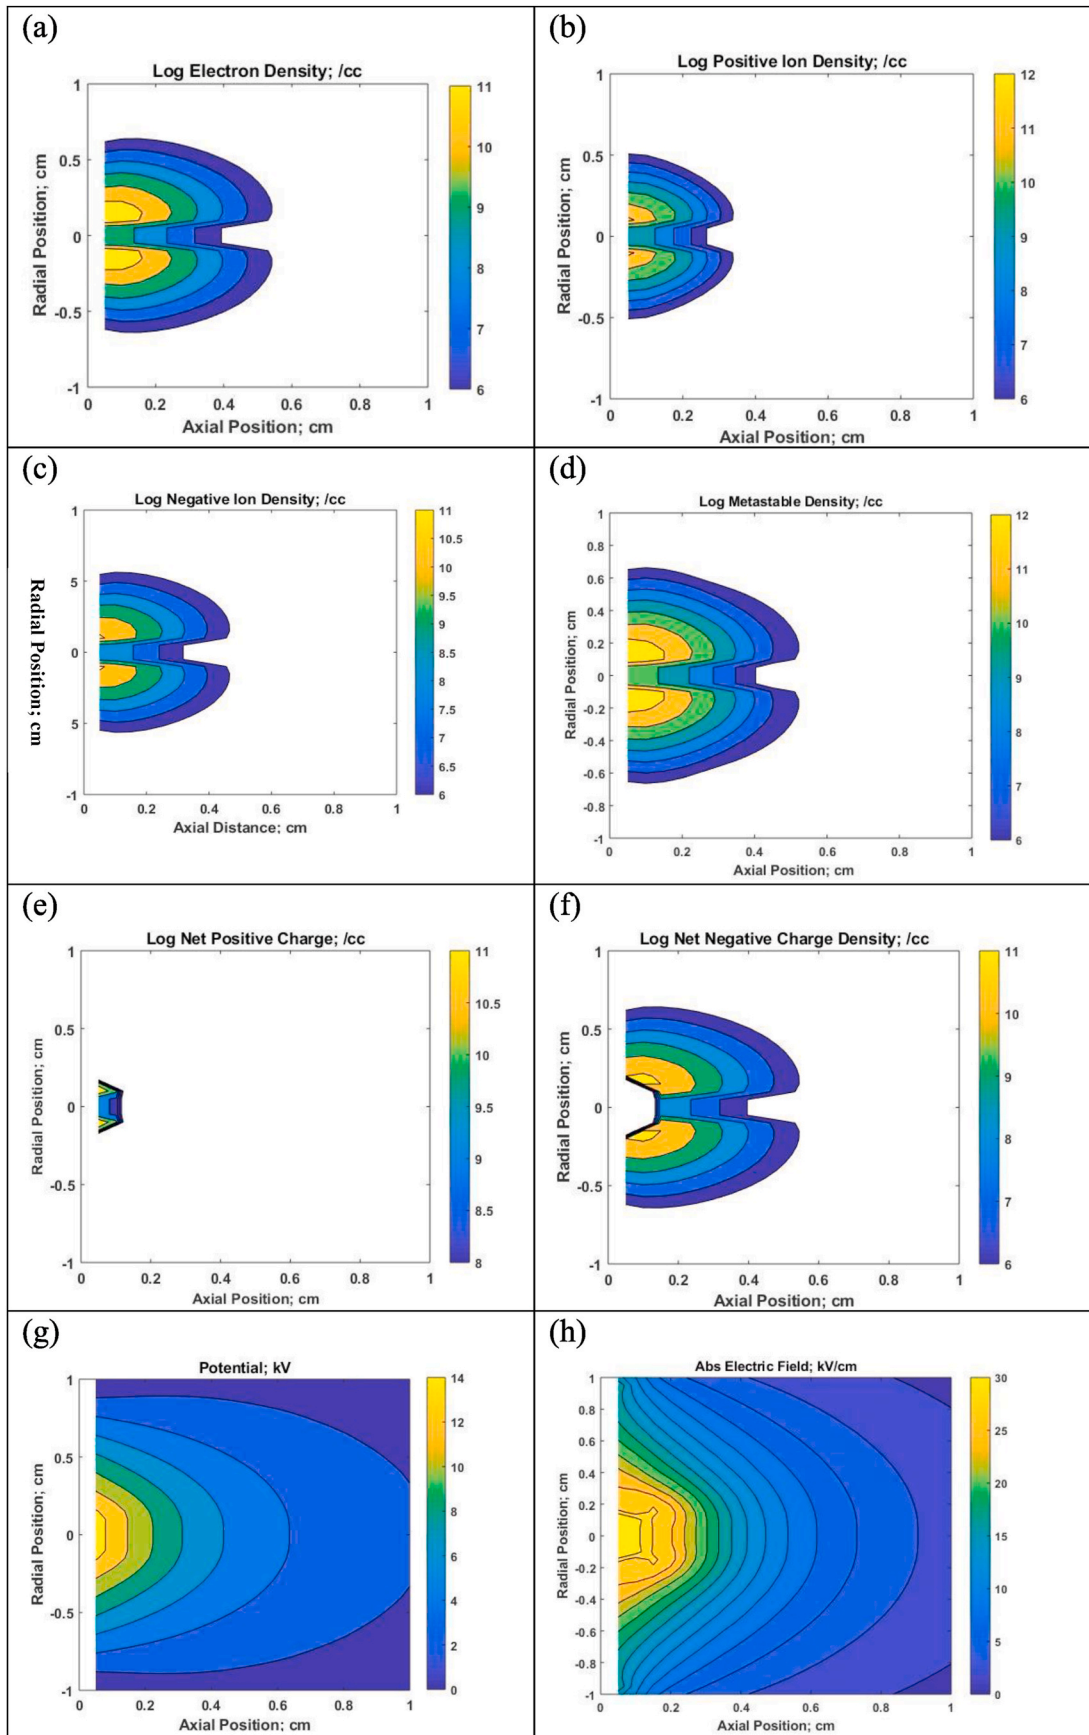 (a)
Log Electron Density; /cc
Radial Position; cm
1
0.5
0
-0.5
-1
0 0.2 0.4 0.6 0.8 1
Axial Position; cm
11
10
9
8
7
6
(b)
Log Positive Ion Density; /cc
Radial Position; cm
1
0.5
0
-0.5
-1
0 0.2 0.4 0.6 0.8 1
Axial Position; cm
12
11
10
9
8
7
6
(c)
Log Negative Ion Density; /cc
Radial Position; cm
1
5
0
5
-1
0 0.2 0.4 0.6 0.8 1
Axial Distance; cm
11
10.5
10
9.5
9
8.5
8
7.5
7
6.5
6
(d)
Log Metastable Density; /cc
Radial Position; cm
1
0.8
0.6
0.4
0.2
0
-0.2
-0.4
-0.6
-0.8
-1
0 0.2 0.4 0.6 0.8 1
Axial Position; cm
12
11
10
9
8
7
6
(e)
Log Net Positive Charge; /cc
Radial Position; cm
1
0.5
0
-0.5
-1
0 0.2 0.4 0.6 0.8 1
Axial Position; cm
11
10.5
10
9.5
9
8.5
8
(f)
Log Net Negative Charge Density; /cc
Radial Position; cm
1
0.5
0
-0.5
-1
0 0.2 0.4 0.6 0.8 1
Axial Position; cm
11
10
9
8
7
6
(g)
Potential; kV
Radial Position; cm
1
0.5
0
-0.5
-1
0 0.2 0.4 0.6 0.8 1
Axial Position; cm
14
12
10
8
6
4
2
0
(h)
Abs Electric Field; kV/cm
Radial Position; cm
1
0.8
0.6
0.4
0.2
0
-0.2
-0.4
-0.6
-0.8
-1
0 0.2 0.4 0.6 0.8 1
Axial Position; cm
30
25
20
15
10
5
0